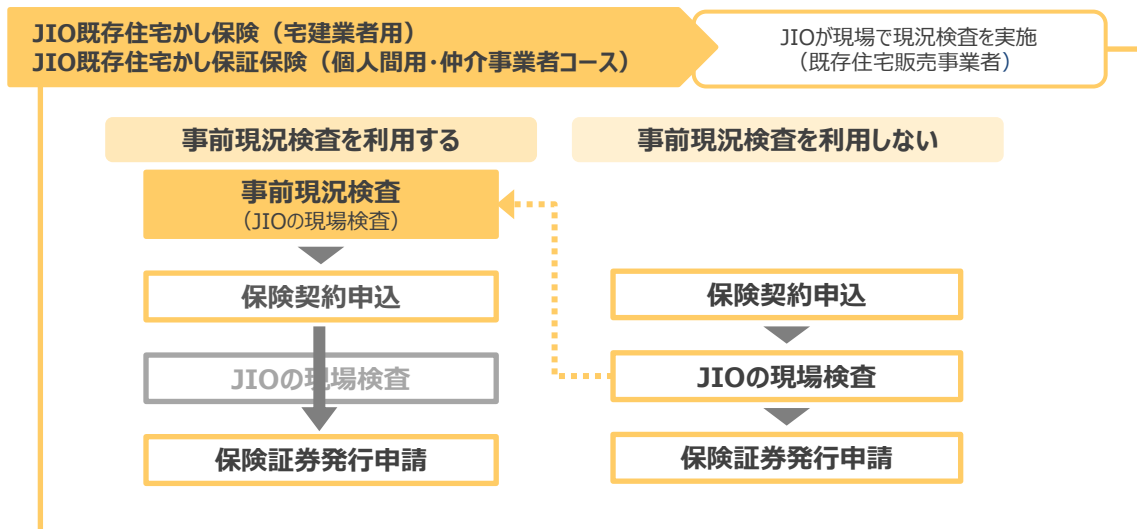 JIO既存住宅かし保険（宅建業者用）
JIO既存住宅かし保証保険（個人間用・仲介事業者コース）
JIOが現場で現況検査を実施
（既存住宅販売事業者）
事前現況検査を利用する
事前現況検査を利用しない
事前現況検査
（JIOの現場検査）
保険契約申込
JIOの現場検査
保険証券発行申請
保険契約申込
JIOの現場検査
保険証券発行申請